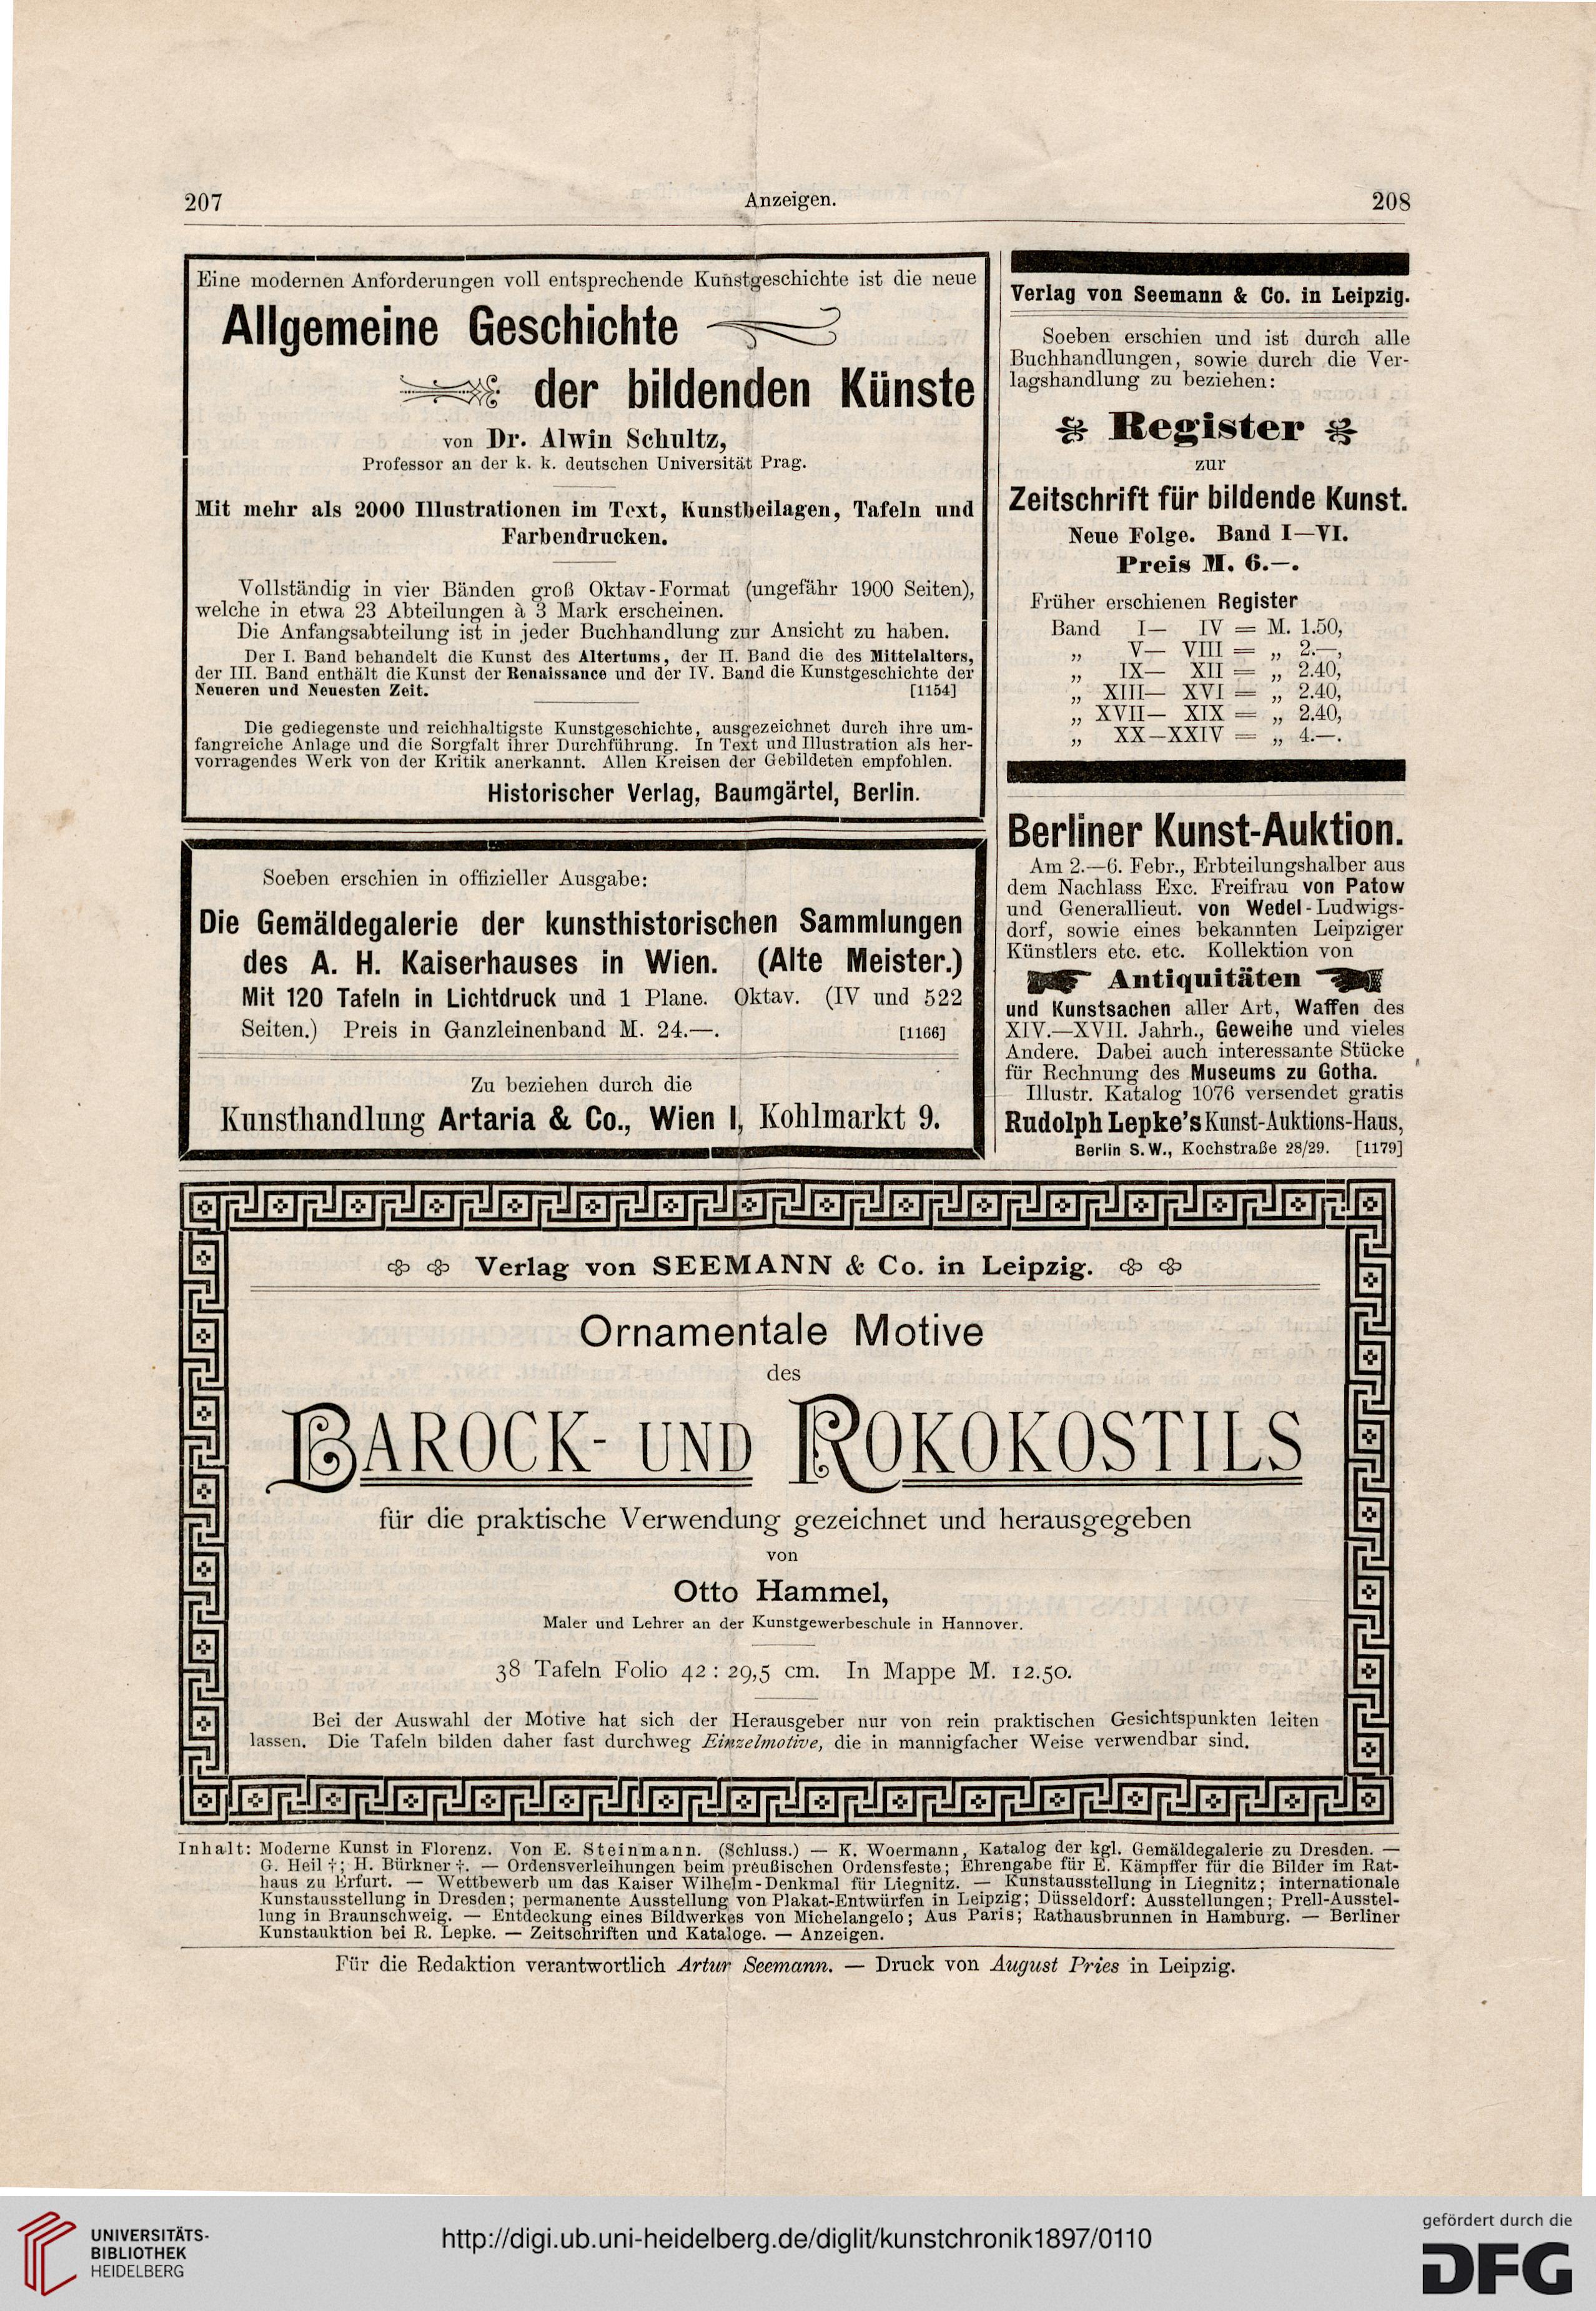 207
Anzeigen.
208
Eine modernen Anforderungen voll entsprechende Kunstgeschichte ist die neue
Allgemeine Geschichte
der bildenden Künste
von Dr. Alwin Schultz,
Professor an der k. k. deutschen Universität Prag.
Mit mehr als 2000 Illustrationen im Text, Kunstbeilagen, Tafeln und
Farbendrucken.
Vollständig in vier Bänden groß Oktav-Format (ungefähr 1900 Seiten),
welche in etwa 23 Abteilungen à 3 Mark erscheinen.
Die Anfangsabteilung ist in jeder Buchhandlung zur Ansicht zu haben.
Der I. Band behandelt die Kunst des Altertums, der II. Band die des Mittelalters,
der III. Band enthält die Kunst der Renaissance und der IV. Band die Kunstgeschichte der
Neueren und Neuesten Zeit. [1154]
Die gediegenste und reichhaltigste Kunstgeschichte, ausgezeichnet durch ihre um-
fangreiche Anlage und die Sorgfalt ihrer Durchführung. In Text und Illustration als her-
vorragendes Werk von der Kritik anerkannt. Allen Kreisen der Gebildeten empfohlen.
Historischer Verlag, Baumgärtel, Berlin.
Soeben erschien in offizieller Ausgabe:
Die Gemäldegalerie der kunsthistorischen Sammlungen
des A. H. Kaiserhauses in Wien. (Alte Meister.)
Mit 120 Tafeln in Lichtdruck und 1 Plane. Oktav. (IV und 522
Seiten.) Preis in Ganzleinenband M. 24.—. [1166]
Zu beziehen durch die
Kunsthandlung Artaria & Co., Wien I, Kohlmarkt 9.
Verlag von Seemann & Co. in Leipzig.
Soeben erschien und ist durch alle
Buchhandlungen, sowie durch die Ver-
lagshandlung zu beziehen:
Register
zur
Zeitschrift für bildende Kunst.
Neue Folge. Band I—VI.
Preis M. 6.—.
Früher erschienen Register
Band I— IV = M. 1.50,
„ V— VIII = „ 2.—,
„ IX— XII = „ 2.40,
„ XIII— XVI = „ 2.40,
„ XVII— XIX = „ 2.40,
„ XX—XXIV = „ 4.—.
Berliner Kunst-Auktion.
Am 2.—6. Febr., Erbteilungshalber aus
dem Nachlass Exc. Freifrau von Patow
und Generallieut. von Wedel-Ludwigs-
dorf, sowie eines bekannten Leipziger
Künstlers etc. etc. Kollektion von
Antiquitäten
und Kunstsachen aller Art, Waffen des
XIV.—XVII. Jahrh., Geweihe und vieles
Andere. Dabei auch interessante Stücke
für Rechnung des Museums zu Gotha.
Illustr. Katalog 1076 versendet gratis
Rudolph Lepke's Kunst-Auktions-Haus,
Berlin S.W., Kochstraße 28/29. [1179]
Verlag von SEEMANN & Co. in Leipzig.
Ornamentale Motive
des
BAROCK- UND ROKOKOSTILS
für die praktische Verwendung gezeichnet und herausgegeben
von
Otto Hammel,
Maler und Lehrer an der Kunstgewerbeschule in Hannover.
38 Tafeln Folio 42 : 29,5 cm. In Mappe M. 12.50.
Bei der Auswahl der Motive hat sich der Herausgeber nur von rein praktischen Gesichtspunkten leiten
lassen. Die Tafeln bilden daher fast durchweg Einzelmotive, die in mannigfacher Weise verwendbar sind.
Inhalt: Moderne Kunst in Florenz. Von E. Steinmann. (Schluss.) — K. Woermann, Katalog der kgl. Gemäldegalerie zu Dresden. —
G. Heil †; H. Bürkner †. — Ordensverleihungen beim preußischen Ordensfeste; Ehrengabe für E. Kämpffer für die Bilder im Rat-
haus zu Erfurt. — Wettbewerb um das Kaiser Wilhelm-Denkmal für Liegnitz. — Kunstausstellung in Liegnitz; internationale
Kunstausstellung in Dresden; permanente Ausstellung von Plakat-Entwürfen in Leipzig; Düsseldorf: Ausstellungen; Prell-Ausstel-
lung in Braunschweig. — Entdeckung eines Bildwerkes von Michelangelo; Aus Paris; Rathausbrunnen in Hamburg. — Berliner
Kunstauktion bei R. Lepke. — Zeitschriften und Kataloge. — Anzeigen.
Für die Redaktion verantwortlich Artur Seemann. — Druck von August Pries in Leipzig.
UNIVERSITÄTS-
BIBLIOTHEK
HEIDELBERG
http://digi.ub.uni-heidelberg.de/diglit/kunstchronik1897/0110
gefördert durch die
DFG